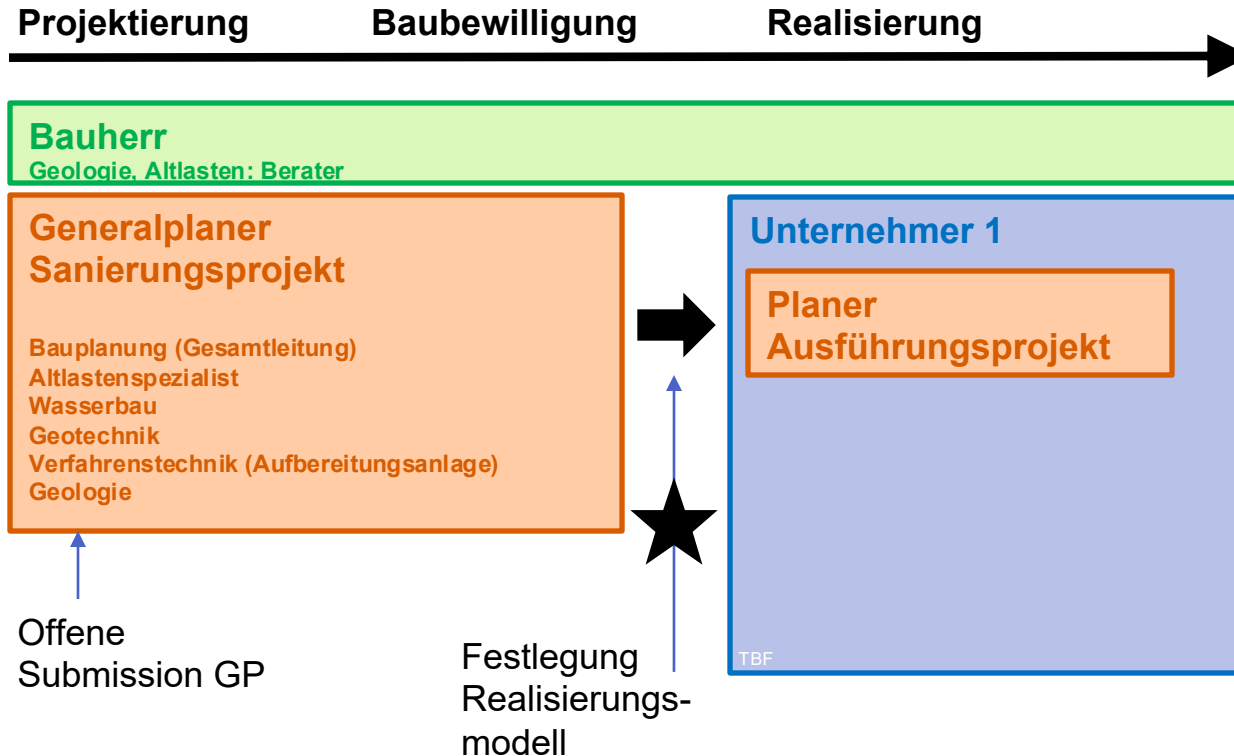 Projektierung Baubewilligung Realisierung
Bauherr
Geologie, Altlasten: Berater
Generalplaner
Sanierungsprojekt
Bauplanung (Gesamtleitung)
Altlastenspezialist
Wasserbau
Geotechnik
Verfahrenstechnik (Aufbereitungsanlage)
Geologie
Unternehmer 1
Planer
Ausführungsprojekt
TBF
Offene
Submission GP
Festlegung
Realisierungs-
modell